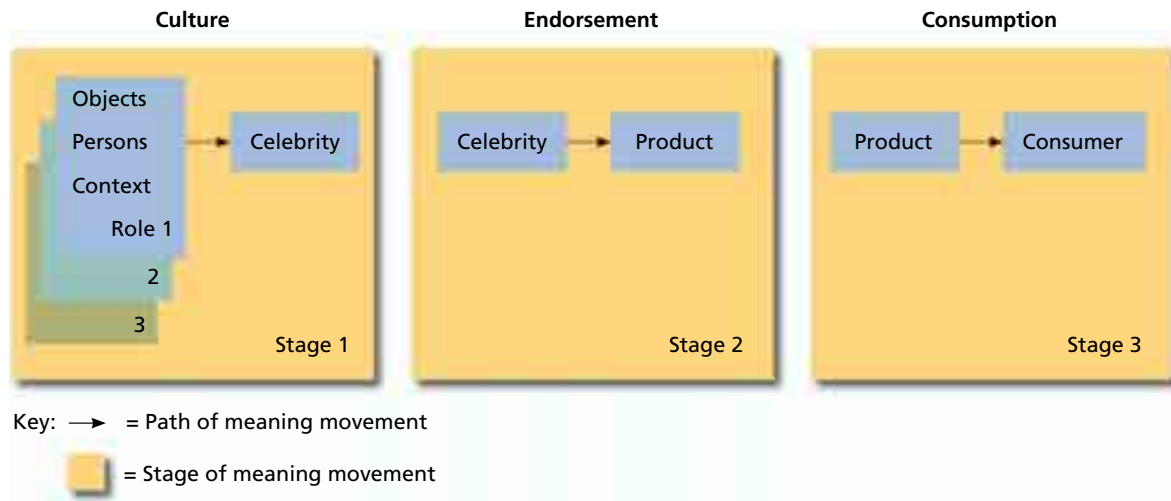 Culture
Endorsement
Consumption
Objects
Persons
Context
Role 1
2
3
Celebrity
Stage 1
Celebrity
Product
Stage 2
Product
Consumer
Stage 3
Key: = Path of meaning movement
= Stage of meaning movement